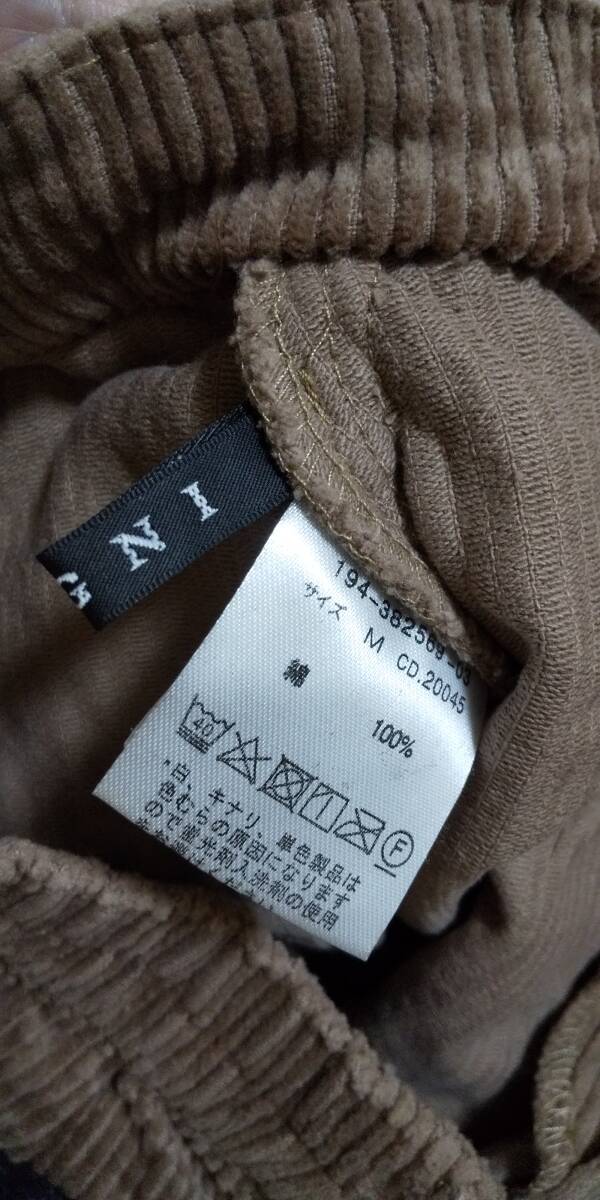 G N I
194-382569-03
サイズ M CD.20045
綿 100%
40
F
・白、キナリ、単色製品は
色むらの原因になります
ので蛍光剤入洗剤の使用